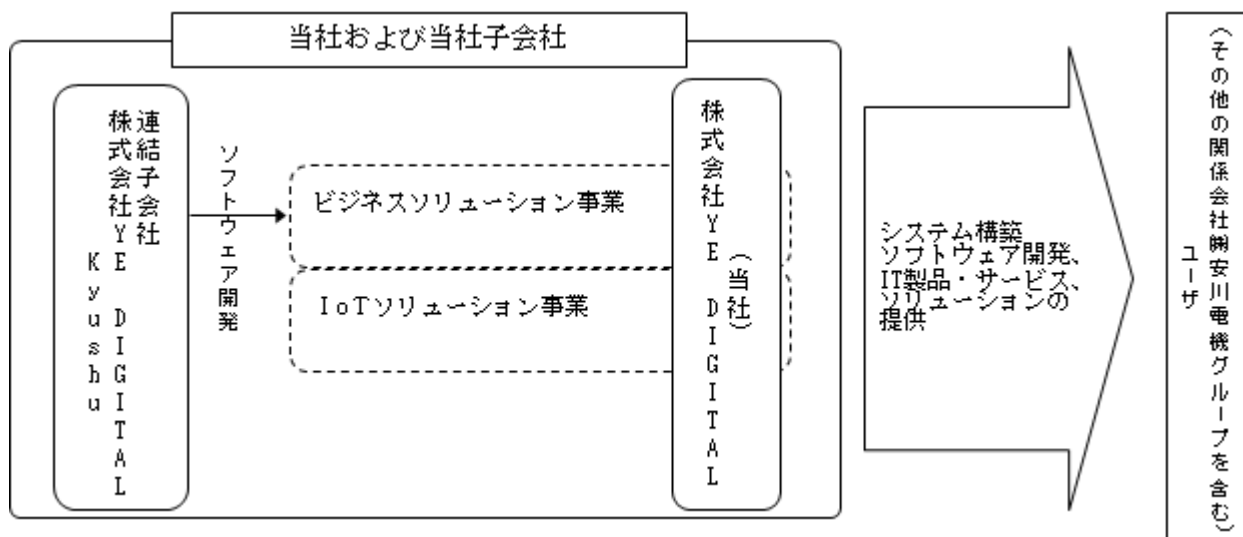 当社および当社子会社
連結子会社
株式会社YE DIGITAL
Kyushu
ソフトウェア開発
ビジネスソリューション事業
IoTソリューション事業
株式会社YE DIGITAL
(当社)
システム構築
ソフトウェア開発、
IT製品・サービス、
ソリューションの
提供
(その他の関係会社㈱安川電機グループを含む)
ユーザ